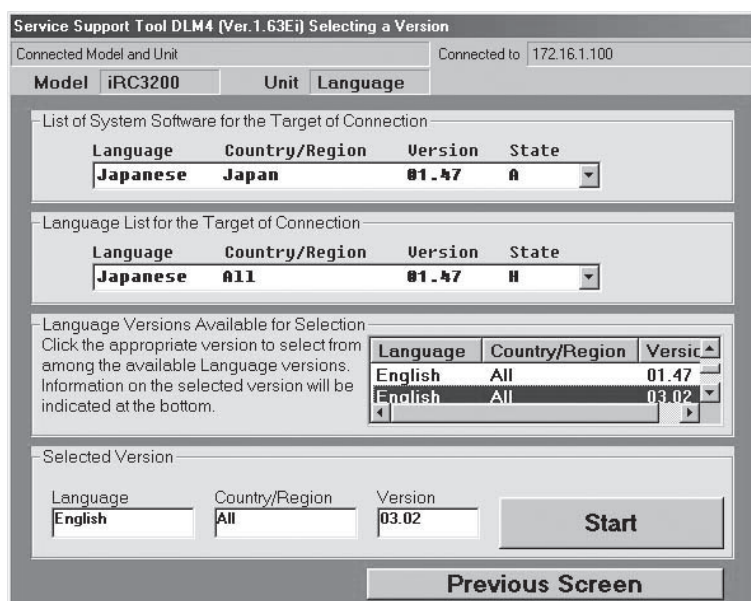 Service Support Tool DLM4 (Ver.1.63Ei) Selecting a Version
Connected Model and Unit Connected to 172.16.1.100
Model iRC3200 Unit Language
List of System Software for the Target of Connection
Language Country/Region Version State
Japanese Japan 01.47 A
Language List for the Target of Connection
Language Country/Region Version State
Japanese All 01.47 H
Language Versions Available for Selection
Click the appropriate version to select from
among the available Language versions.
Information on the selected version will be
indicated at the bottom.
Language Country/Region Versic
English All 01.47
English All 03.02
Selected Version
Language Country/Region Version
English All 03.02
Start
Previous Screen